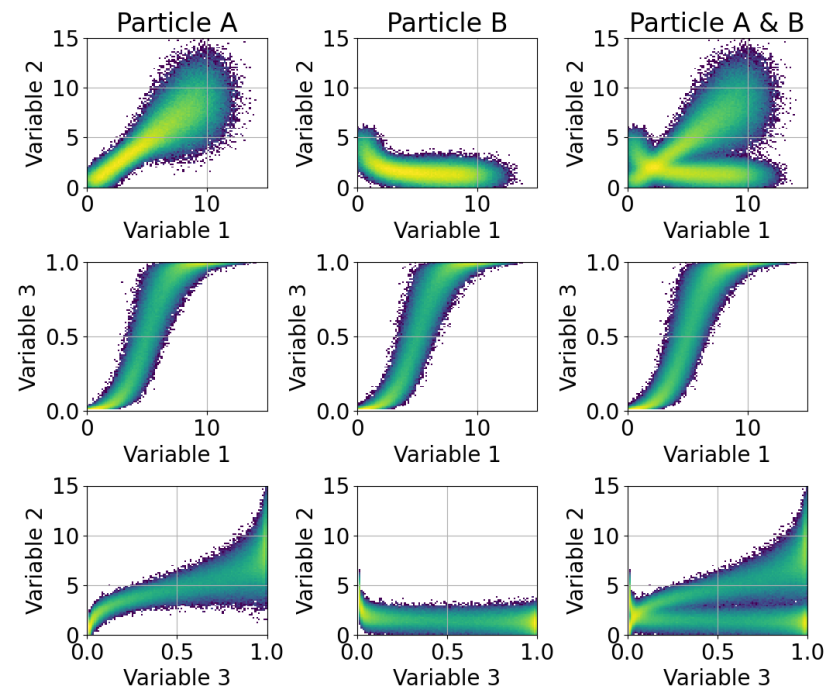 Particle A Particle B Particle A & B
15 15 15
10 10 10
5 5 5
0 0 0
Variable 2 Variable 2 Variable 2
0 10 0 10 0 10
Variable 1 Variable 1 Variable 1
1.0 1.0 1.0
0.5 0.5 0.5
0.0 0.0 0.0
Variable 3 Variable 3 Variable 3
0 10 0 10 0 10
Variable 1 Variable 1 Variable 1
15 15 15
10 10 10
5 5 5
0 0 0
Variable 2 Variable 2 Variable 2
0.0 0.5 1.0 0.0 0.5 1.0 0.0 0.5 1.0
Variable 3 Variable 3 Variable 3